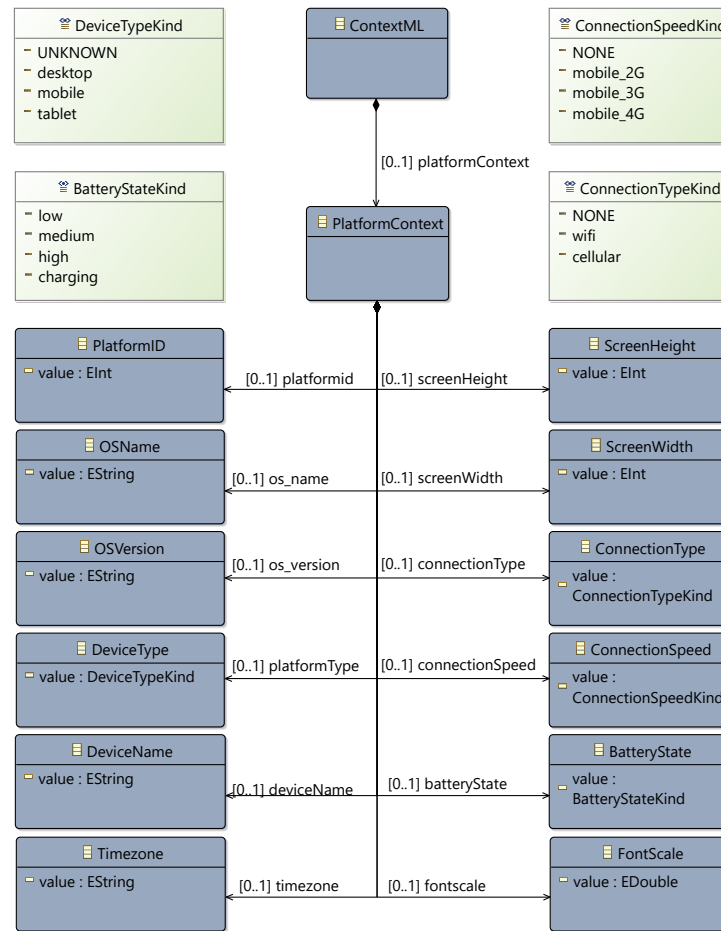 DeviceTypeKind
UNKNOWN
desktop
mobile
tablet
ContextML
ConnectionSpeedKind
NONE
mobile_2G
mobile_3G
mobile_4G
[0..1] platformContext
BatteryStateKind
low
medium
high
charging
PlatformContext
ConnectionTypeKind
NONE
wifi
cellular
PlatformID
value : EInt
[0..1] platformid
[0..1] screenHeight
ScreenHeight
value : EInt
OSName
value : EString
[0..1] os_name
[0..1] screenWidth
ScreenWidth
value : EInt
OSVersion
value : EString
[0..1] os_version
[0..1] connectionType
ConnectionType
value :
ConnectionTypeKind
DeviceType
value : DeviceTypeKind
[0..1] platformType
[0..1] connectionSpeed
ConnectionSpeed
value :
ConnectionSpeedKind
DeviceName
value : EString
[0..1] deviceName
[0..1] batteryState
BatteryState
value :
BatteryStateKind
Timezone
value : EString
[0..1] timezone
[0..1] fontscale
FontScale
value : EDouble